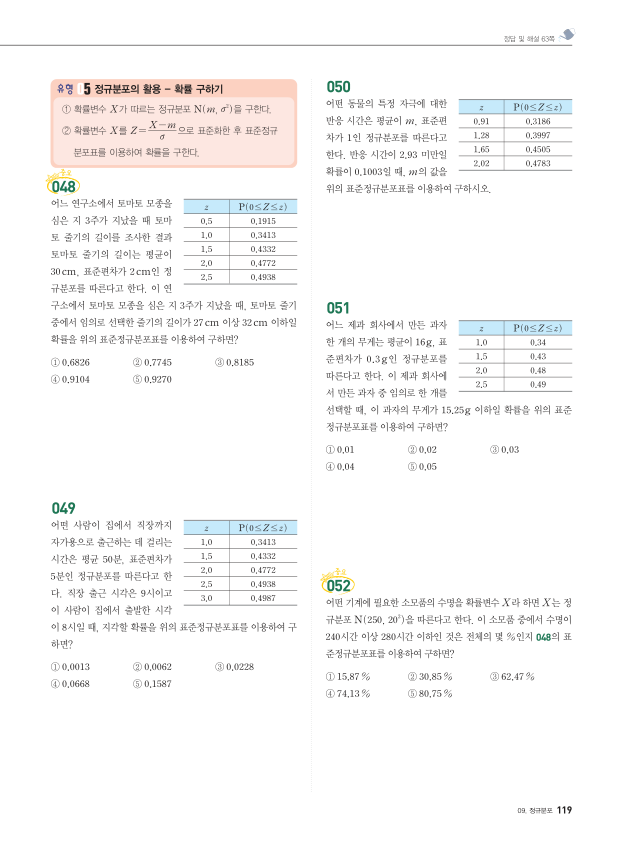 정답 및 해설 63쪽
유형 05 정규분포의 활용 – 확률 구하기
① 확률변수 X가 따르는 정규분포 N(m, σ²)을 구한다.
② 확률변수 X를 Z=(X−m)/σ으로 표준화한 후 표준정규
분포표를 이용하여 확률을 구한다.
048
어느 연구소에서 토마토 모종을
심은 지 3주가 지났을 때 토마
토 줄기의 길이를 조사한 결과
토마토 줄기의 길이는 평균이
30 cm, 표준편차가 2 cm인 정
규분포를 따른다고 한다. 이 연
구소에서 토마토 모종을 심은 지 3주가 지났을 때, 토마토 줄기
중에서 임의로 선택한 줄기의 길이가 27 cm 이상 32 cm 이하일
확률을 위의 표준정규분포표를 이용하여 구하면?
z P(0≤Z≤z)
0.5 0.1915
1.0 0.3413
1.5 0.4332
2.0 0.4772
2.5 0.4938
① 0.6826 ② 0.7745 ③ 0.8185
④ 0.9104 ⑤ 0.9270
049
어떤 사람이 집에서 직장까지
자가용으로 출근하는 데 걸리는
시간은 평균 50분, 표준편차가
5분인 정규분포를 따른다고 한
다. 직장 출근 시각은 9시이고
이 사람이 집에서 출발한 시각
이 8시일 때, 지각할 확률을 위의 표준정규분포표를 이용하여 구
하면?
z P(0≤Z≤z)
1.0 0.3413
1.5 0.4332
2.0 0.4772
2.5 0.4938
3.0 0.4987
① 0.0013 ② 0.0062 ③ 0.0228
④ 0.0668 ⑤ 0.1587
050
어떤 동물의 특정 자극에 대한
반응 시간은 평균이 m, 표준편
차가 1인 정규분포를 따른다고
한다. 반응 시간이 2.93 미만일
확률이 0.1003일 때, m의 값을
위의 표준정규분포표를 이용하여 구하시오.
z P(0≤Z≤z)
0.91 0.3186
1.28 0.3997
1.65 0.4505
2.02 0.4783
051
어느 제과 회사에서 만든 과자
한 개의 무게는 평균이 16 g, 표
준편차가 0.3 g인 정규분포를
따른다고 한다. 이 제과 회사에
서 만든 과자 중 임의로 한 개를
선택할 때, 이 과자의 무게가 15.25 g 이하일 확률을 위의 표준
정규분포표를 이용하여 구하면?
z P(0≤Z≤z)
1.0 0.34
1.5 0.43
2.0 0.48
2.5 0.49
① 0.01 ② 0.02 ③ 0.03
④ 0.04 ⑤ 0.05
052
어떤 기계에 필요한 소모품의 수명을 확률변수 X라 하면 X는 정
규분포 N(250, 20²)을 따른다고 한다. 이 소모품 중에서 수명이
240시간 이상 280시간 이하인 것은 전체의 몇 %인지 048의 표
준정규분포표를 이용하여 구하면?
① 15.87 % ② 30.85 % ③ 62.47 %
④ 74.13 % ⑤ 80.75 %
09. 정규분포 119